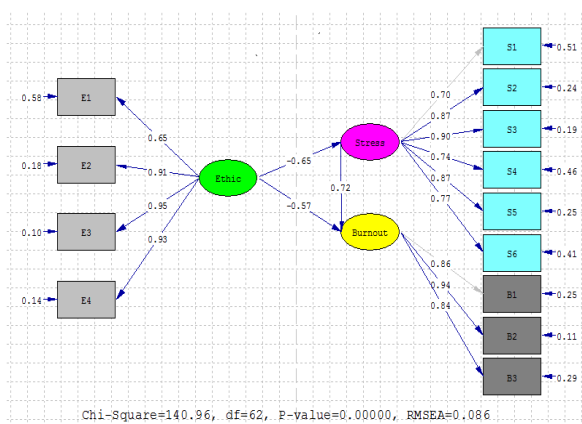 S1 0.51
0.70
S2 0.24
0.58 E1
0.87
S3 0.19
0.65
0.90
Stress
0.74
S4 0.46
0.18 E2
0.91
-0.65
0.87
Ethic
0.72
0.77
S5 0.25
0.95
-0.57
0.10 E3
Burnout
0.93
S6 0.41
0.86
0.94
B1 0.25
0.14 E4
0.84
B2 0.11
B3 0.29
Chi-Square=140.96, df=62, P-value=0.00000, RMSEA=0.086